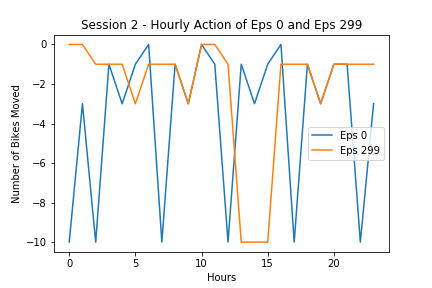 Session 2 - Hourly Action of Eps 0 and Eps 299
Number of Bikes Moved
0
−2
−4
−6
−8
−10
Eps 0
Eps 299
0 5 10 15 20
Hours